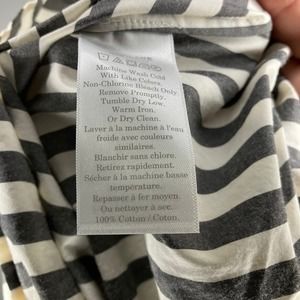 Machine Wash Cold
With Like Colors.
Non-Chlorine Bleach Only
Remove Promptly.
Tumble Dry Low.
Warm Iron.
Or Dry Clean.
Laver à la machine à l'eau
froide avec couleurs
similaires.
Blanchir sans chlore.
Retirez rapidement.
Sécher à la machine basse
température.
Repasser à fer moyen.
Ou nettoyer à sec.
100% Cotton / Coton.